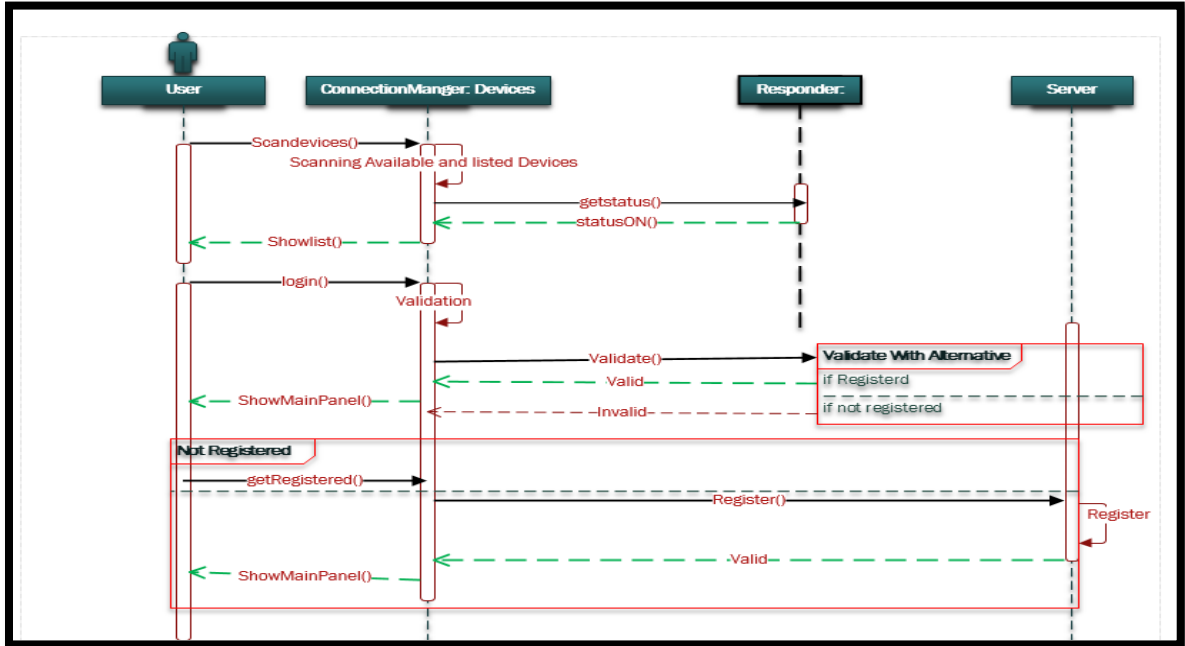 User
ConnectionManger: Devices
Responder:
Server
Scandevices()
Scanning Available and listed Devices
getstatus()
statusON()
Showlist()
login()
Validation
Validate()
Validate With Alternative
Valid
if Registerd
ShowMainPanel()
Invalid
if not registered
Not Registered
getRegistered()
Register()
Register
Valid
ShowMainPanel()